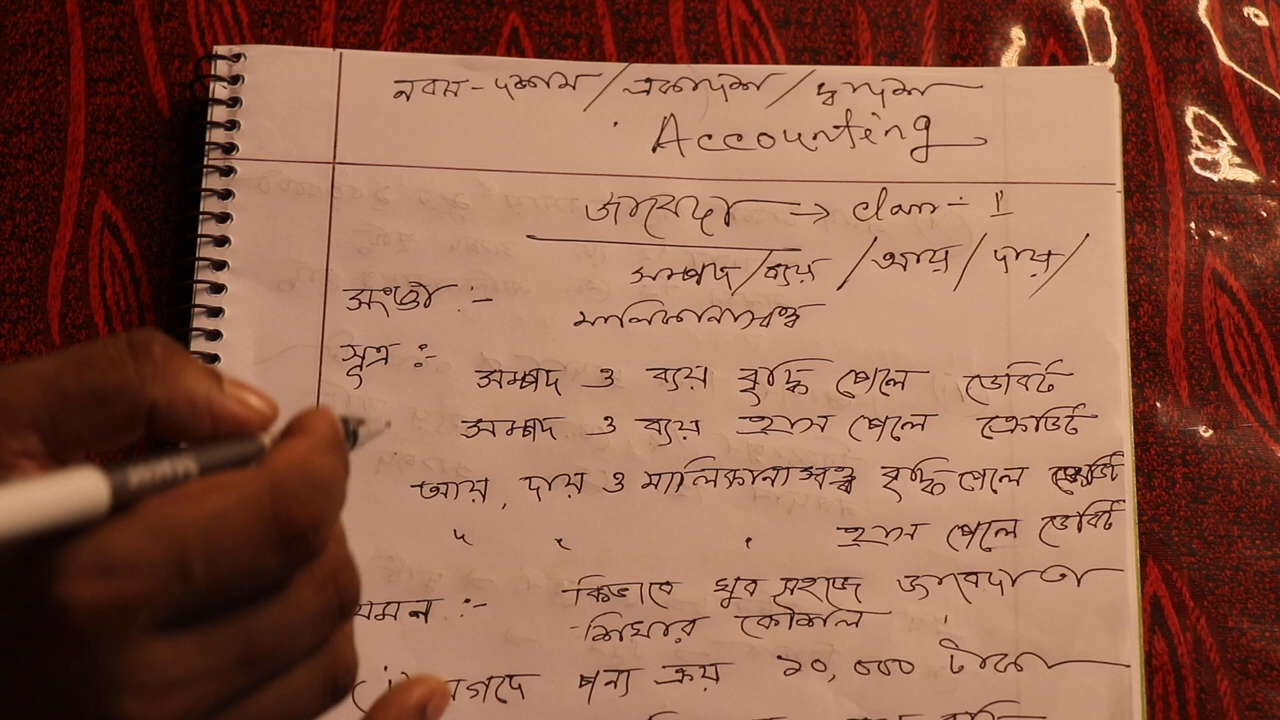 নবম-দশম / একাদশ / দ্বাদশ
Accounting
জাবেদা → class - 1
সম্পদ / ব্যয় / আয় / দায় /
সংজ্ঞা :-
মালিকানাস্বত্ব
সূত্র :-
সম্পদ ও ব্যয় বৃদ্ধি পেলে ডেবিট
সম্পদ ও ব্যয় হ্রাস পেলে ক্রেডিট
আয়, দায় ও মালিকানাস্বত্ব বৃদ্ধি পেলে ক্রেডিট
" " " হ্রাস পেলে ডেবিট
যেমন :- কিভাবে খুব সহজে জাবেদা
শিখার কৌশল
(i) নগদে পন্য ক্রয় ১০,০০০ টাকা